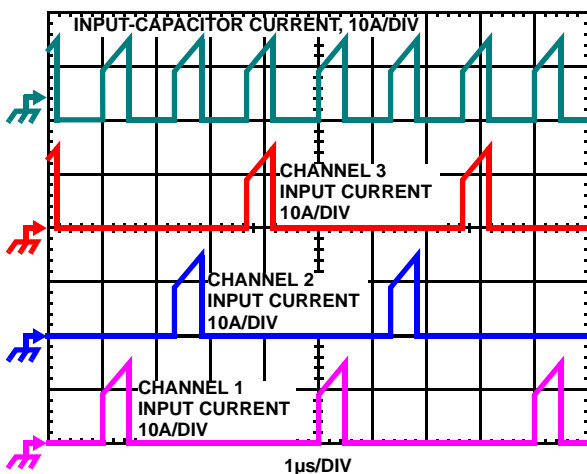 INPUT-CAPACITOR CURRENT, 10A/DIV
CHANNEL 3
INPUT CURRENT
10A/DIV
CHANNEL 2
INPUT CURRENT
10A/DIV
CHANNEL 1
INPUT CURRENT
10A/DIV
1µs/DIV